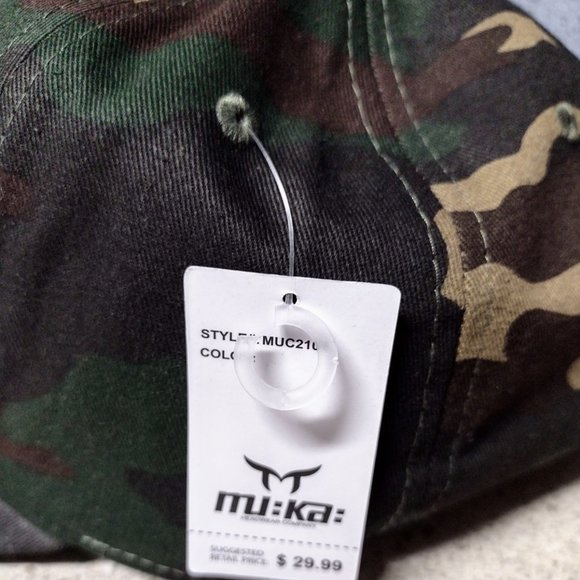 STYLE#: MUC210
COLOR:
mu:ka:
HEADWEAR COMPANY
SUGGESTED
RETAIL PRICE $ 29.99